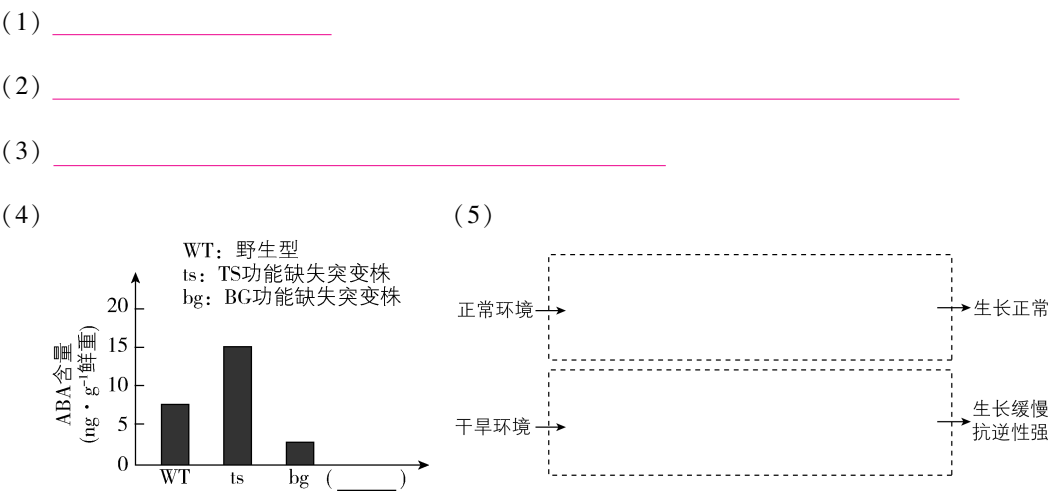 (1)
(2)
(3)
(4)
(5)
WT：野生型
ts：TS功能缺失突变株
bg：BG功能缺失突变株
ABA含量
(ng·g⁻¹鲜重)
20
15
10
5
0
WT ts bg (____)
正常环境
生长正常
干旱环境
生长缓慢
抗逆性强